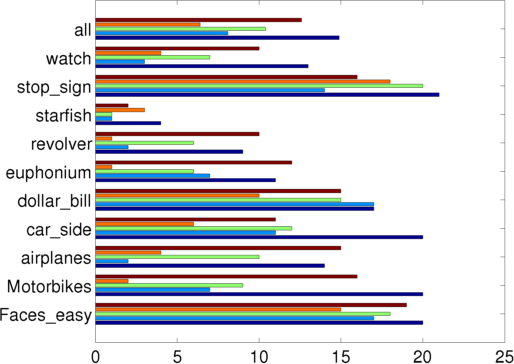 all
watch
stop_sign
starfish
revolver
euphonium
dollar_bill
car_side
airplanes
Motorbikes
Faces_easy
0 5 10 15 20 25